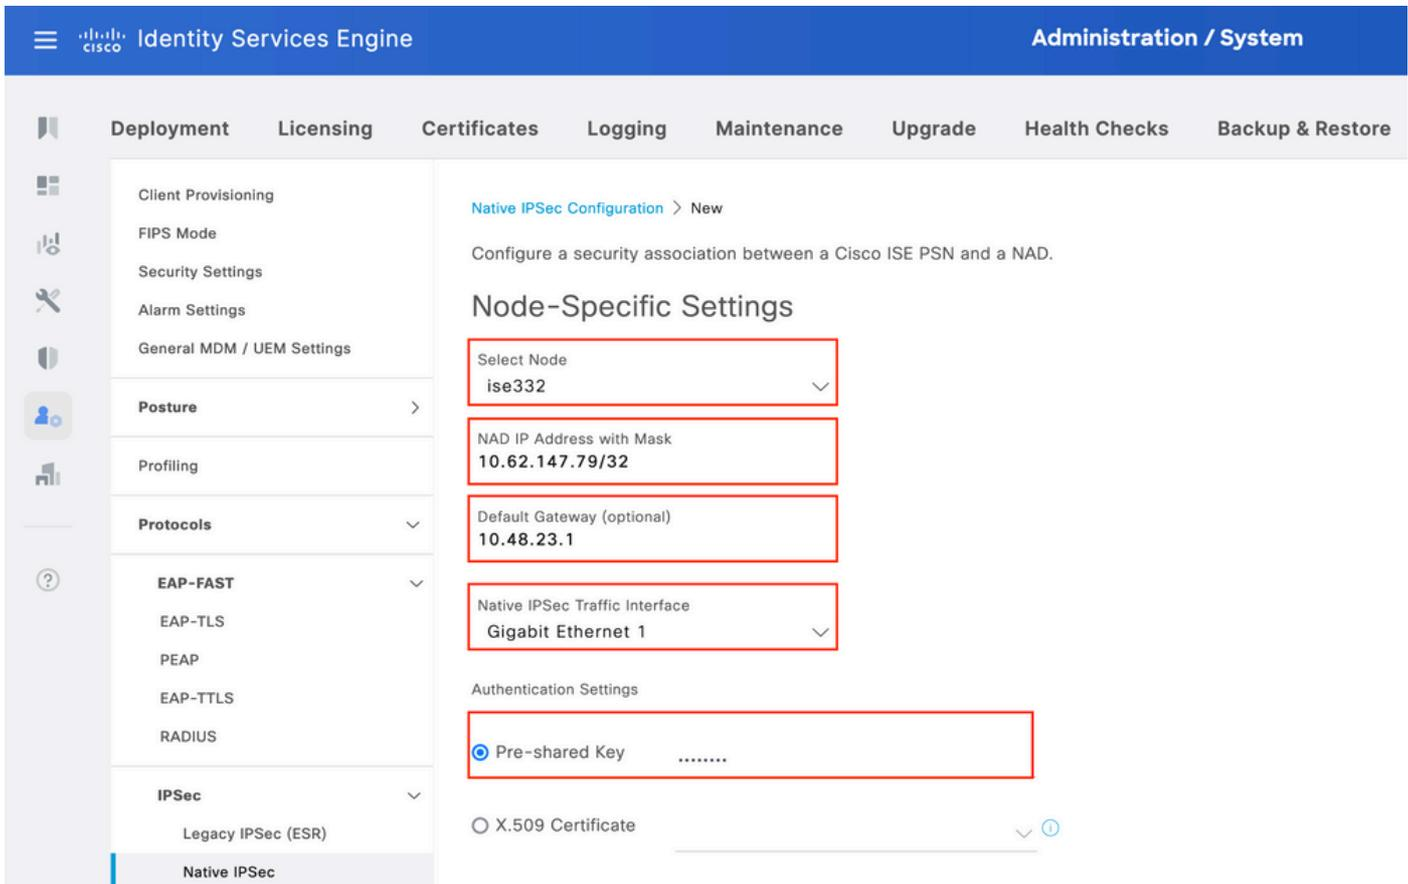 cisco Identity Services Engine
Administration / System
Deployment Licensing Certificates Logging Maintenance Upgrade Health Checks Backup & Restore
Client Provisioning
FIPS Mode
Security Settings
Alarm Settings
General MDM / UEM Settings
Posture
Profiling
Protocols
EAP-FAST
EAP-TLS
PEAP
EAP-TTLS
RADIUS
IPSec
Legacy IPSec (ESR)
Native IPSec
Native IPSec Configuration > New
Configure a security association between a Cisco ISE PSN and a NAD.
Node-Specific Settings
Select Node
ise332
NAD IP Address with Mask
10.62.147.79/32
Default Gateway (optional)
10.48.23.1
Native IPSec Traffic Interface
Gigabit Ethernet 1
Authentication Settings
Pre-shared Key ........
X.509 Certificate